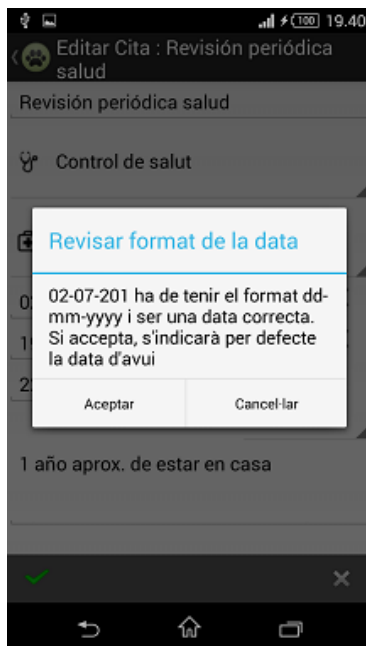 100 19.40
Editar Cita : Revisión periódica
salud
Revisión periódica salud
Control de salut
Revisar format de la data
02-07-201 ha de tenir el format dd-
mm-yyyy i ser una data correcta.
Si accepta, s'indicarà per defecte
la data d'avui
Aceptar Cancel·lar
1 año aprox. de estar en casa